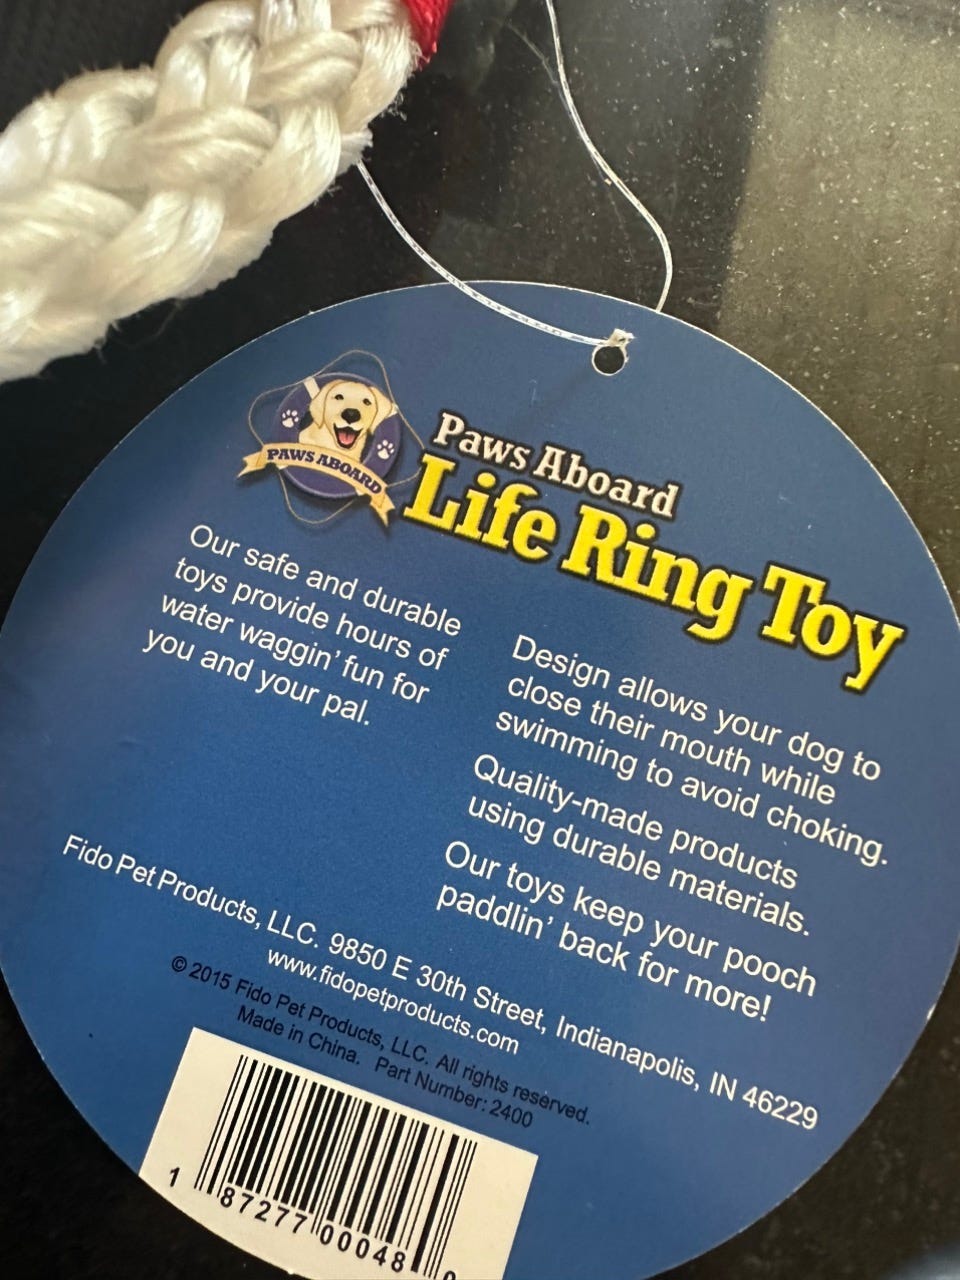 PAWS ABOARD
Paws Aboard
Life Ring Toy
Our safe and durable
toys provide hours of
water waggin' fun for
you and your pal.
Design allows your dog to
close their mouth while
swimming to avoid choking.
Quality-made products
using durable materials.
Our toys keep your pooch
paddlin' back for more!
Fido Pet Products, LLC. 9850 E 30th Street, Indianapolis, IN 46229
www.fidopetproducts.com
© 2015 Fido Pet Products, LLC. All rights reserved.
Made in China. Part Number: 2400
1 87277 00048